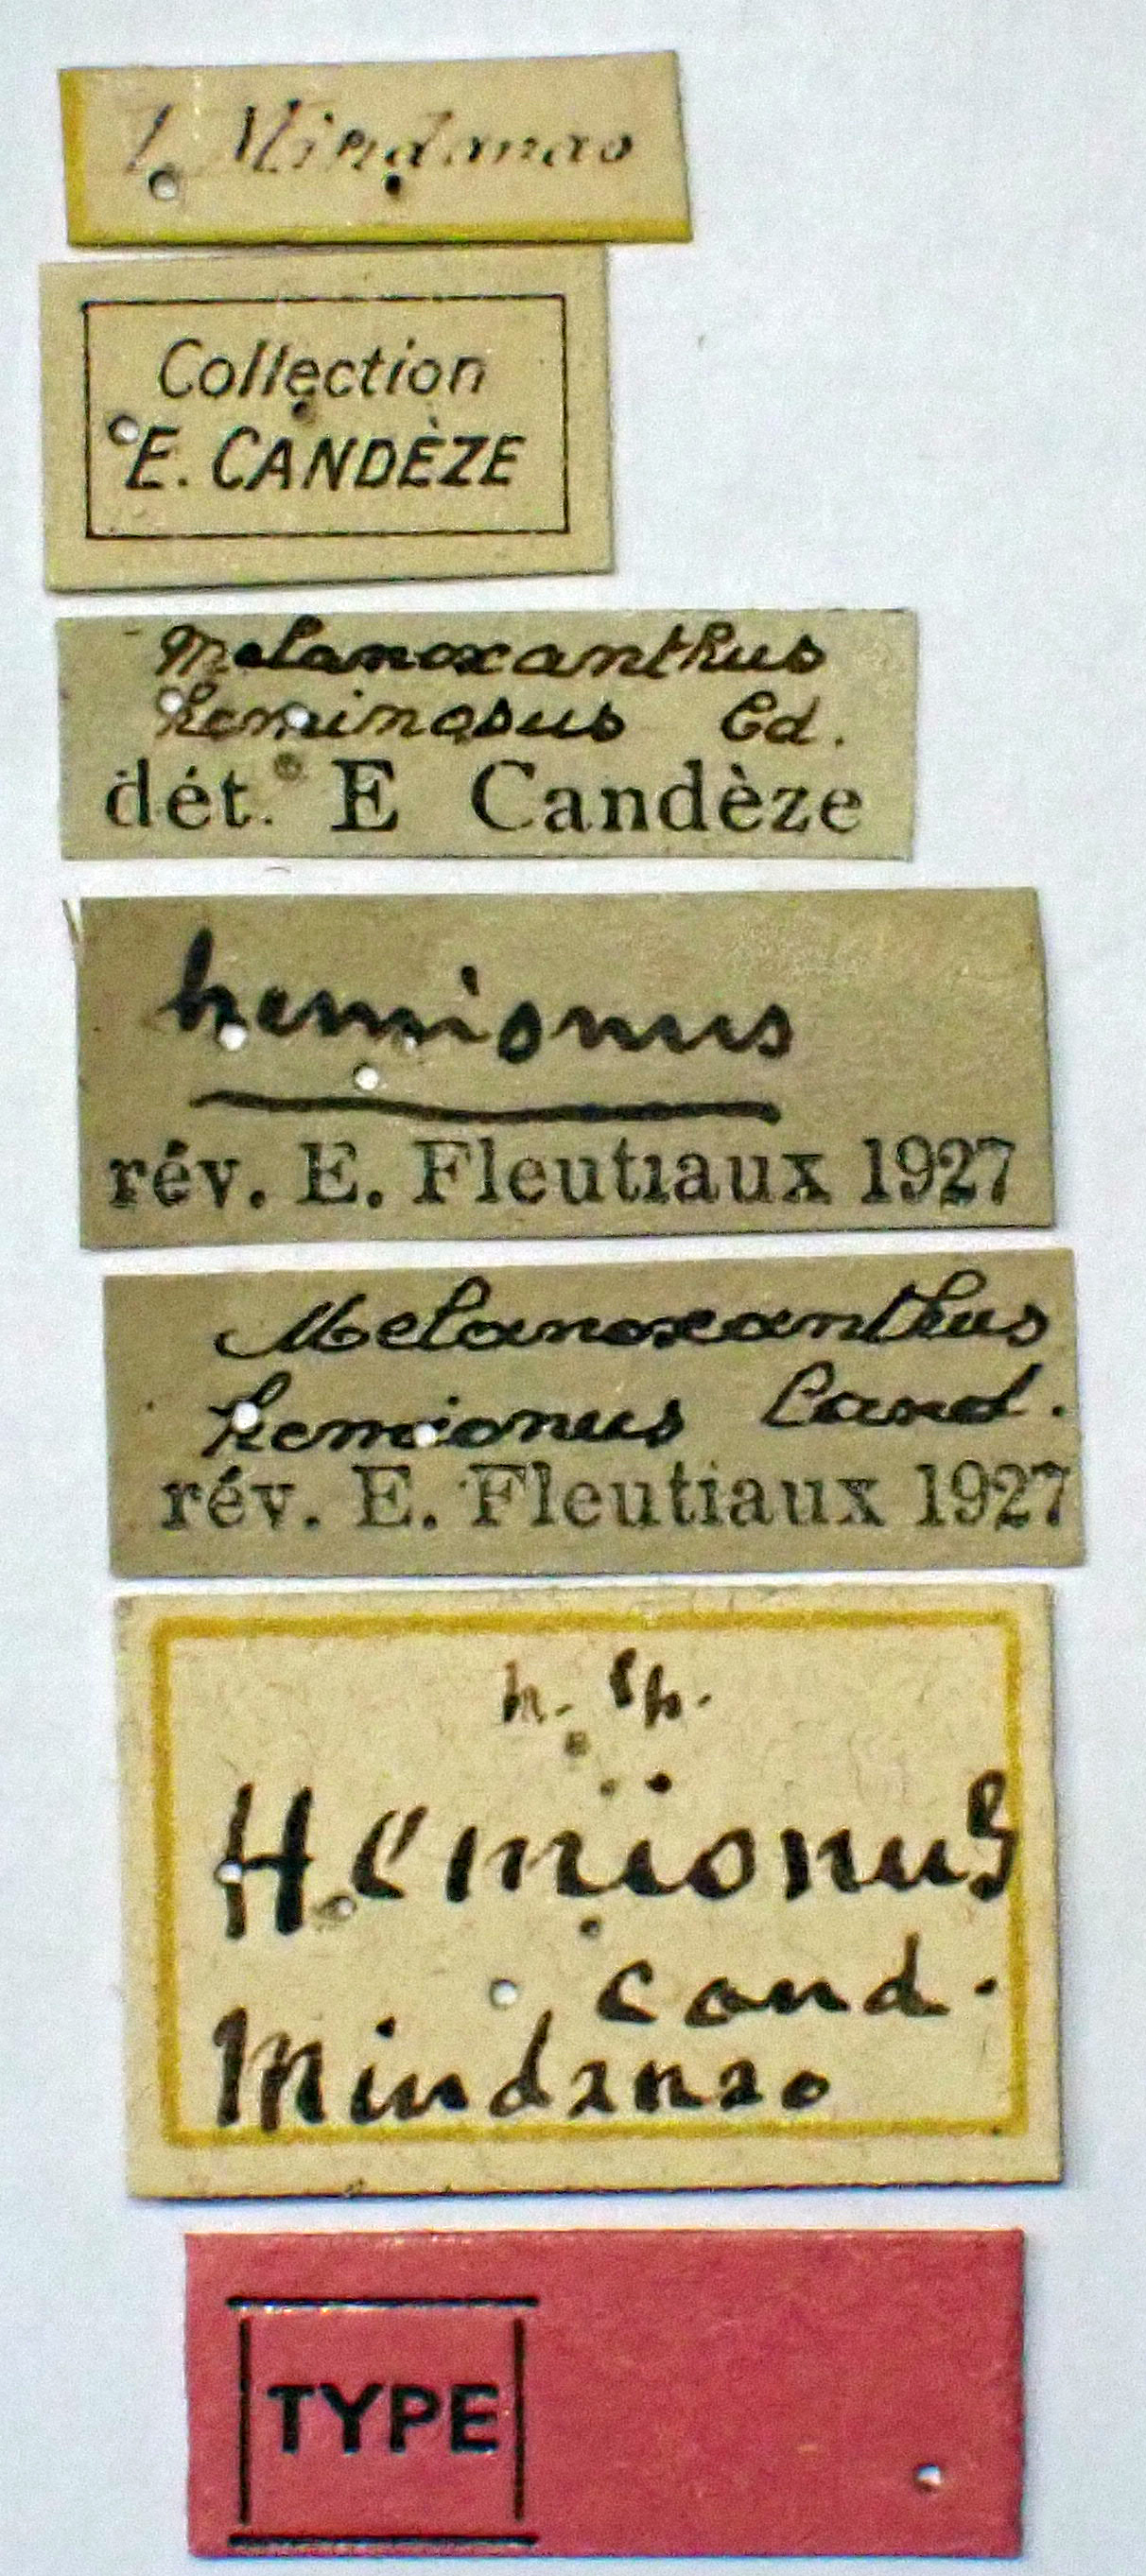 I. Mindanao
Collection
E. CANDÈZE
Melanoxanthus
heminosus Cd.
dét. E Candèze
hemionus
rév. E. Fleutiaux 1927
Melanoxanthus
hemionus Cand.
rév. E. Fleutiaux 1927
n. sp.
Hemionus
cand.
Mindanao
TYPE